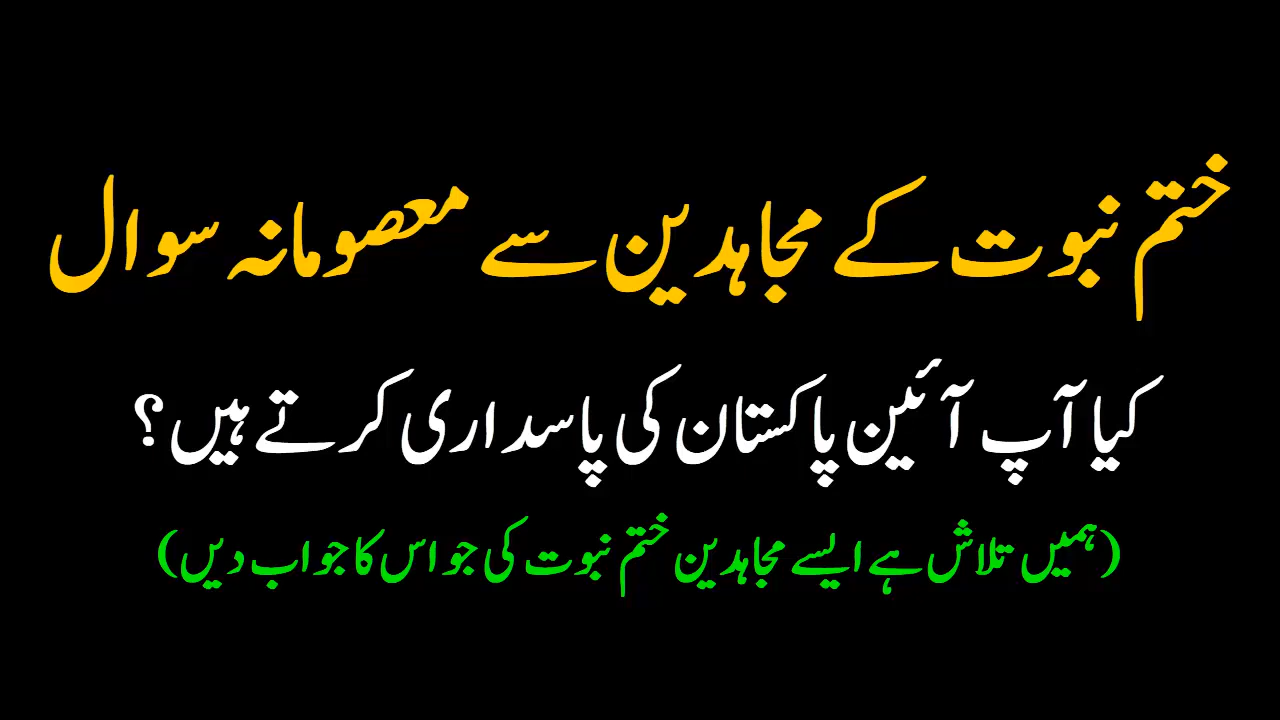 ختم نبوت کے مجاہدین سے معصومانہ سوال
کیا آپ آئین پاکستان کی پاسداری کرتے ہیں؟
(ہمیں تلاش ہے ایسے مجاہدین ختم نبوت کی جو اس کا جواب دیں)